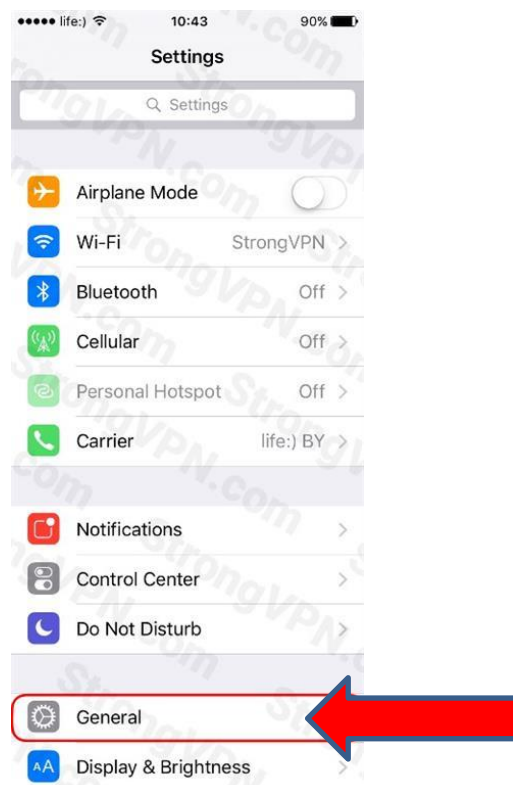 life:) 10:43 90%
Settings
Settings
Airplane Mode
Wi-Fi StrongVPN
Bluetooth Off
Cellular Off
Personal Hotspot Off
Carrier life:) BY
Notifications
Control Center
Do Not Disturb
General
AA Display & Brightness
StrongVPN.com